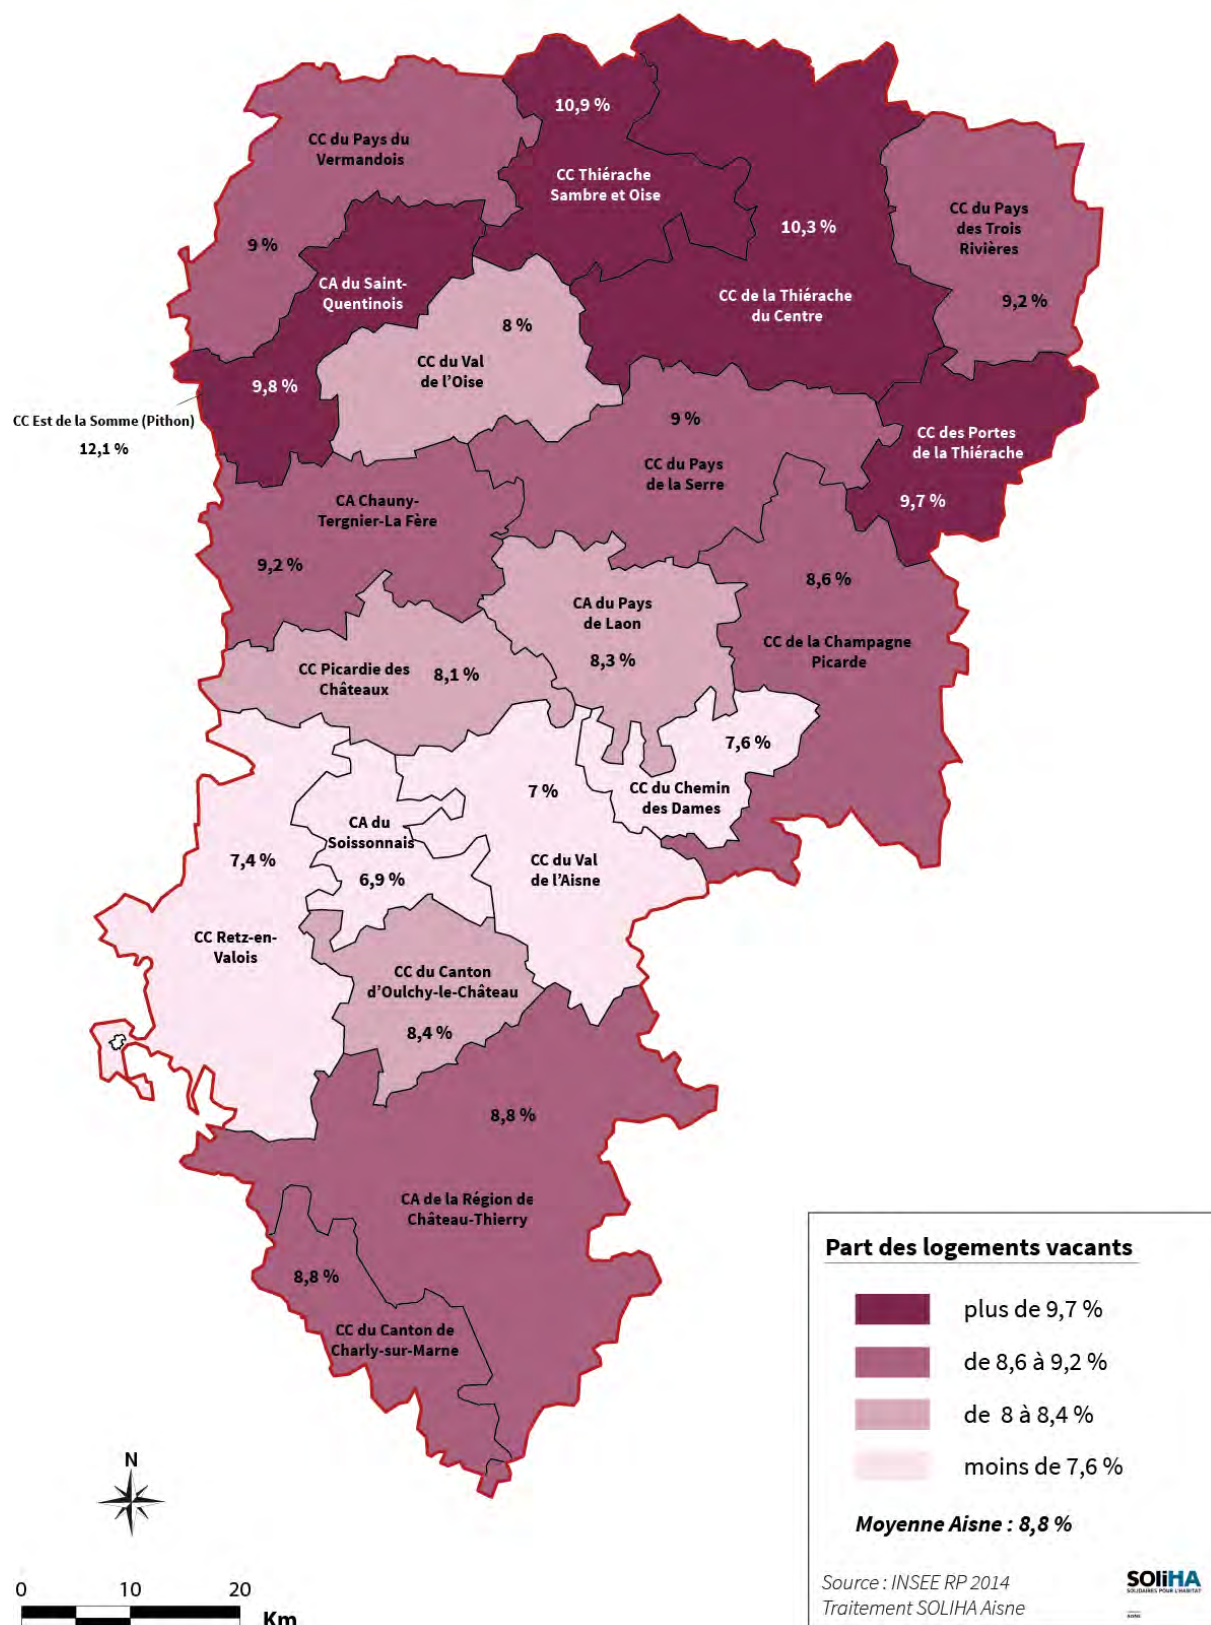 10,9 %
CC du Pays du
Vermandois
CC Thiérache
Sambre et Oise
CC du Pays
des Trois
Rivières
10,3 %
9 %
CA du Saint-
Quentinois
CC de la Thiérache
du Centre
9,2 %
8 %
CC du Val
de l'Oise
9,8 %
CC Est de la Somme (Pithon)
12,1 %
9 %
CC du Pays
de la Serre
CC des Portes
de la Thiérache
9,7 %
CA Chauny-
Tergnier-La Fère
9,2 %
8,6 %
CC de la Champagne
Picarde
CA du Pays
de Laon
8,3 %
CC Picardie des
Châteaux
8,1 %
7,6 %
CC du Chemin
des Dames
7 %
CC du Val
de l'Aisne
CA du
Soissonnais
6,9 %
7,4 %
CC Retz-en-
Valois
CC du Canton
d'Oulchy-le-Château
8,4 %
8,8 %
CA de la Région de
Château-Thierry
8,8 %
CC du Canton de
Charly-sur-Marne
Part des logements vacants
plus de 9,7 %
de 8,6 à 9,2 %
de 8 à 8,4 %
moins de 7,6 %
Moyenne Aisne : 8,8 %
Source : INSEE RP 2014
Traitement SOLIHA Aisne
SOliHA
SOLIDAIRES POUR L'HABITAT
AISNE
N
0 10 20
Km